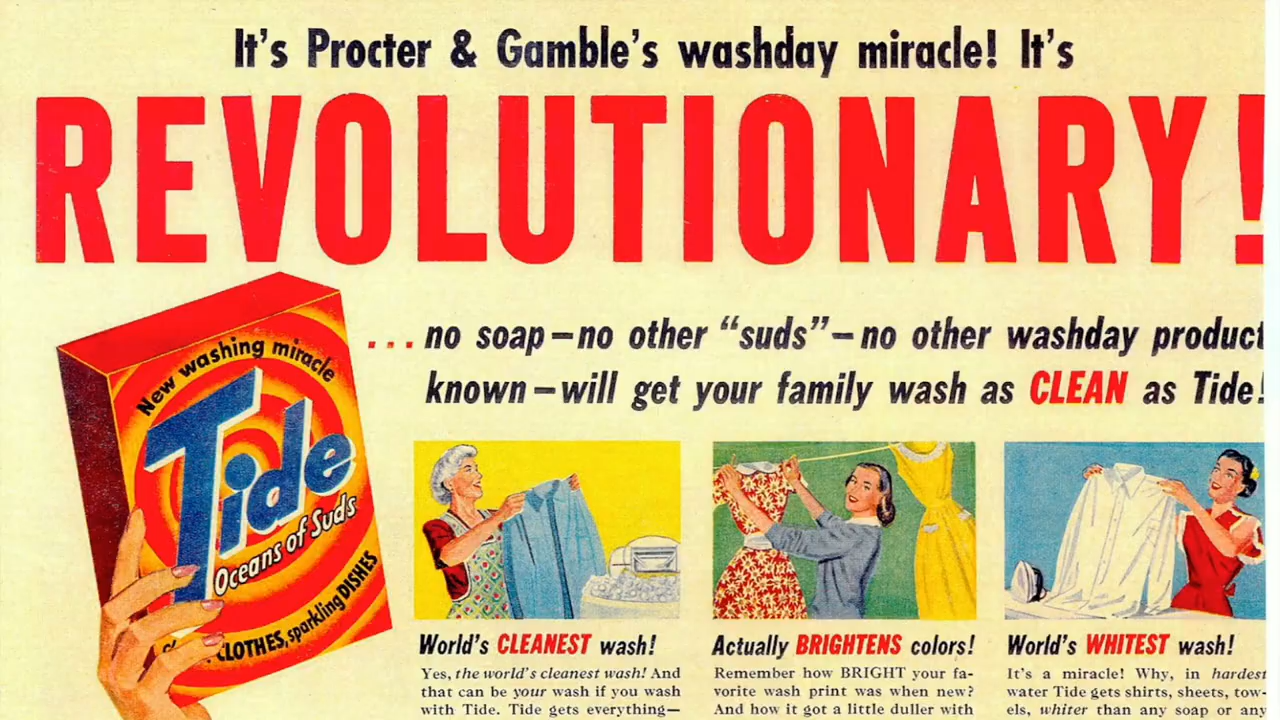 It's Procter & Gamble's washday miracle! It's
REVOLUTIONARY!
...no soap—no other "suds"—no other washday product
known—will get your family wash as CLEAN as Tide!
New washing miracle
Tide
Oceans of Suds
CLOTHES, sparkling DISHES
World's CLEANEST wash!
Yes, the world's cleanest wash! And
that can be your wash if you wash
with Tide. Tide gets everything—
Actually BRIGHTENS colors!
Remember how BRIGHT your fa-
vorite wash print was when new?
And how it got a little duller with
World's WHITEST wash!
It's a miracle! Why, in hardest
water Tide gets shirts, sheets, tow-
els, whiter than any soap or any